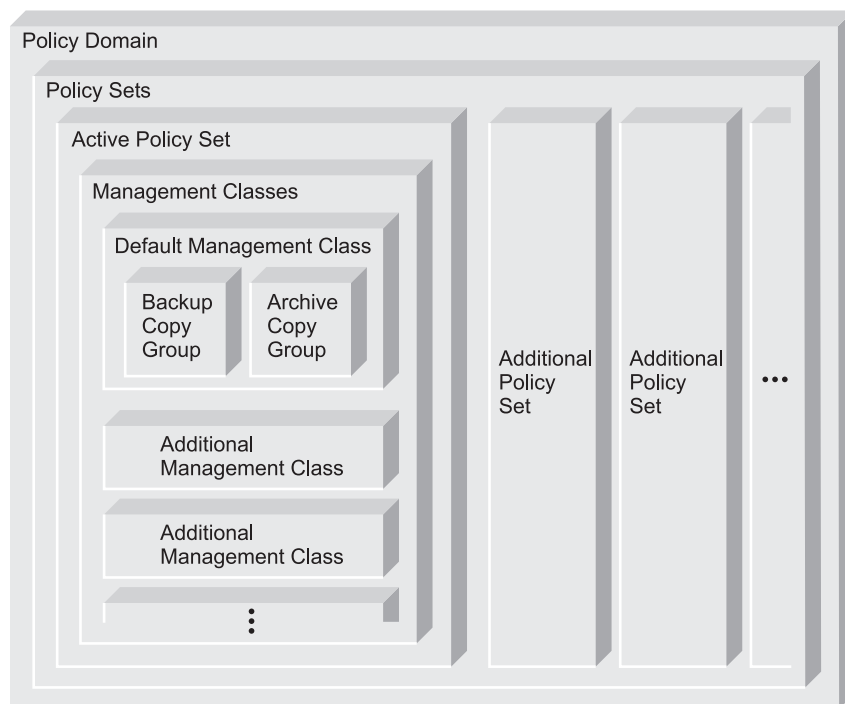 Policy Domain
Policy Sets
Active Policy Set
Management Classes
Default Management Class
Backup
Copy
Group
Archive
Copy
Group
Additional
Management Class
Additional
Management Class
Additional
Policy
Set
Additional
Policy
Set